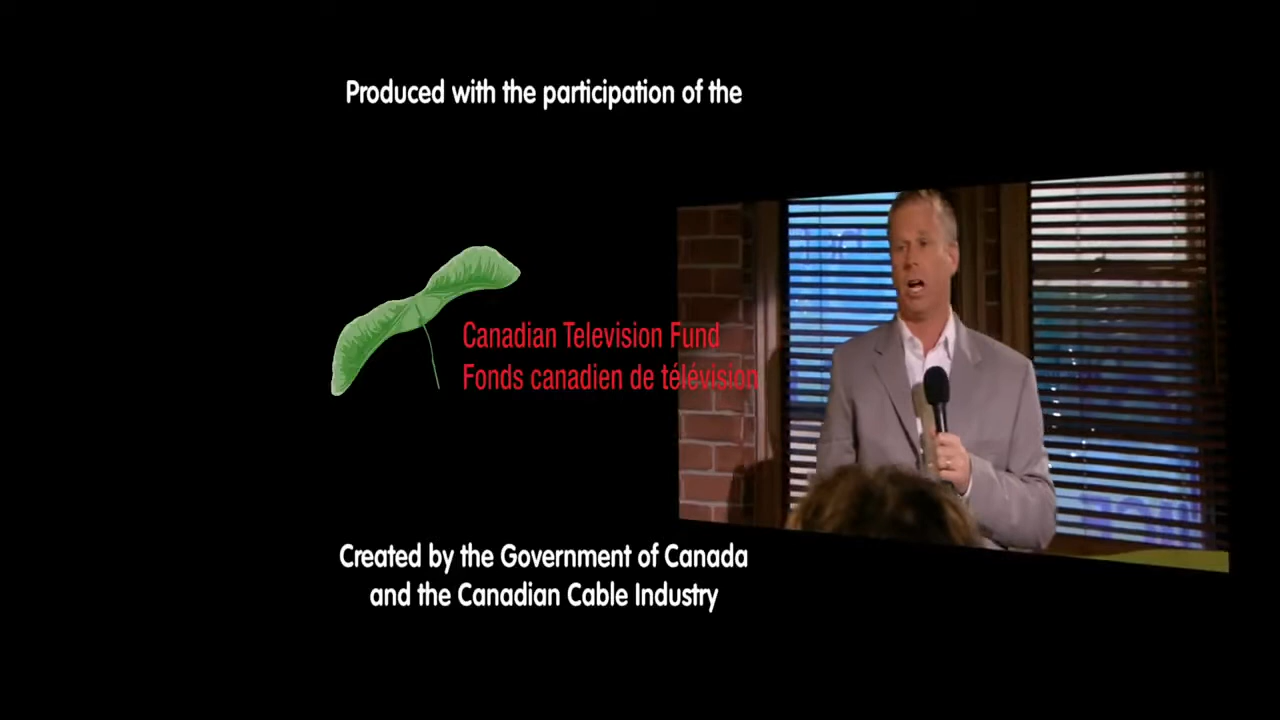 Produced with the participation of the
Canadian Television Fund
Fonds canadien de télévision
Created by the Government of Canada
and the Canadian Cable Industry